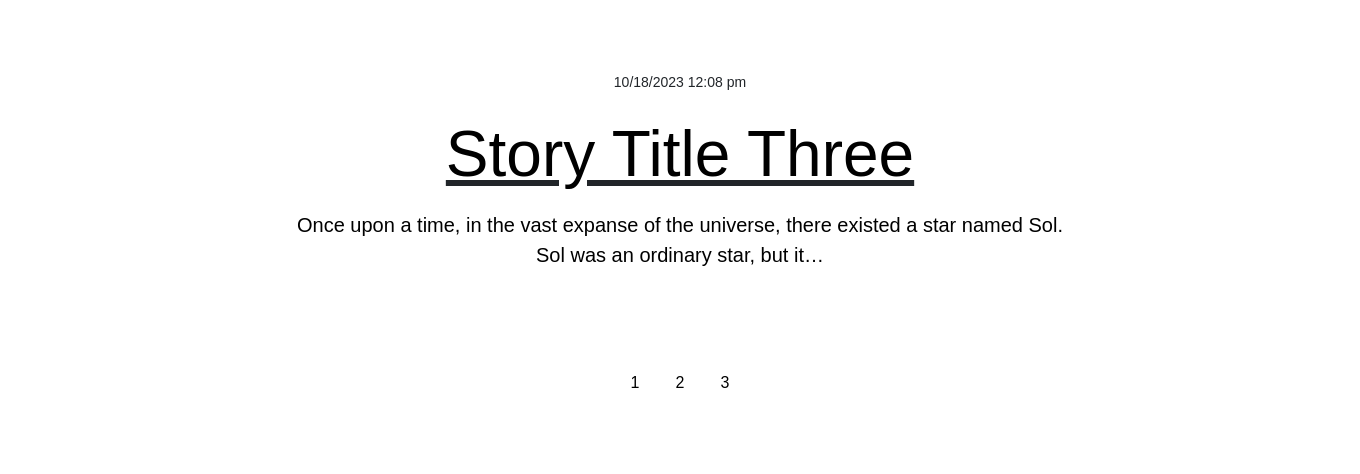 10/18/2023 12:08 pm
Story Title Three
Once upon a time, in the vast expanse of the universe, there existed a star named Sol.
Sol was an ordinary star, but it…
1 2 3